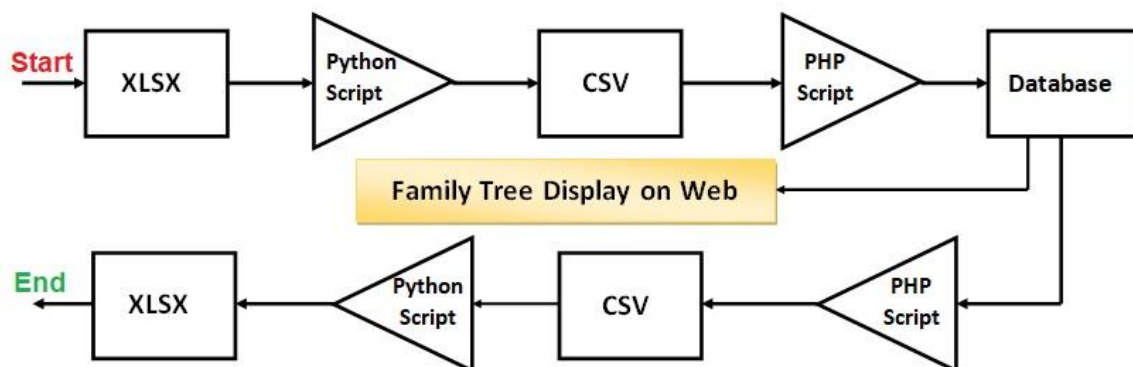 Start
XLSX
Python
Script
CSV
PHP
Script
Database
Family Tree Display on Web
End
XLSX
Python
Script
CSV
PHP
Script